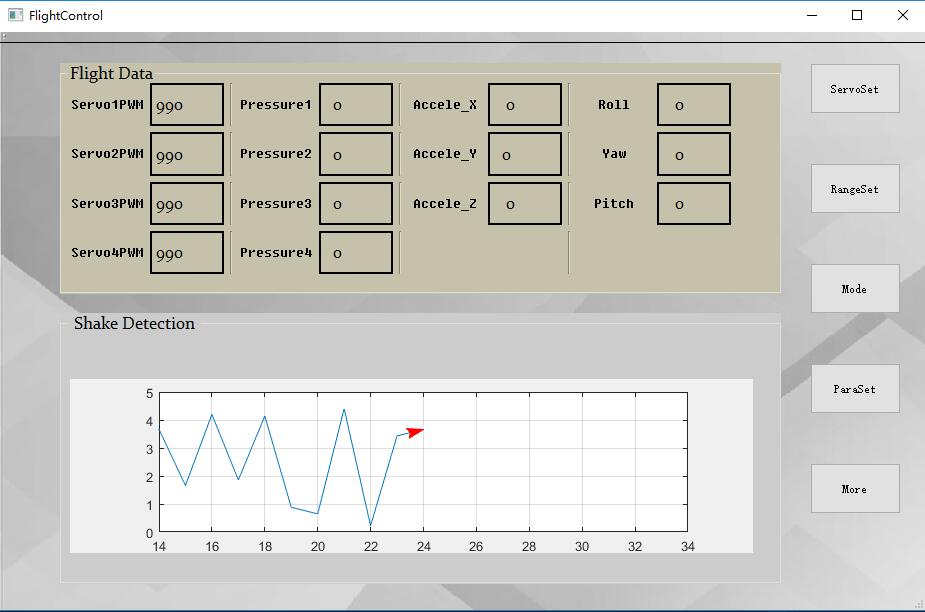 FlightControl
Flight Data
Servo1PWM 990 Pressure1 0 Accele_X 0 Roll 0
Servo2PWM 990 Pressure2 0 Accele_Y 0 Yaw 0
Servo3PWM 990 Pressure3 0 Accele_Z 0 Pitch 0
Servo4PWM 990 Pressure4 0
Shake Detection
5
4
3
2
1
0
14 16 18 20 22 24 26 28 30 32 34
ServoSet
RangeSet
Mode
ParaSet
More